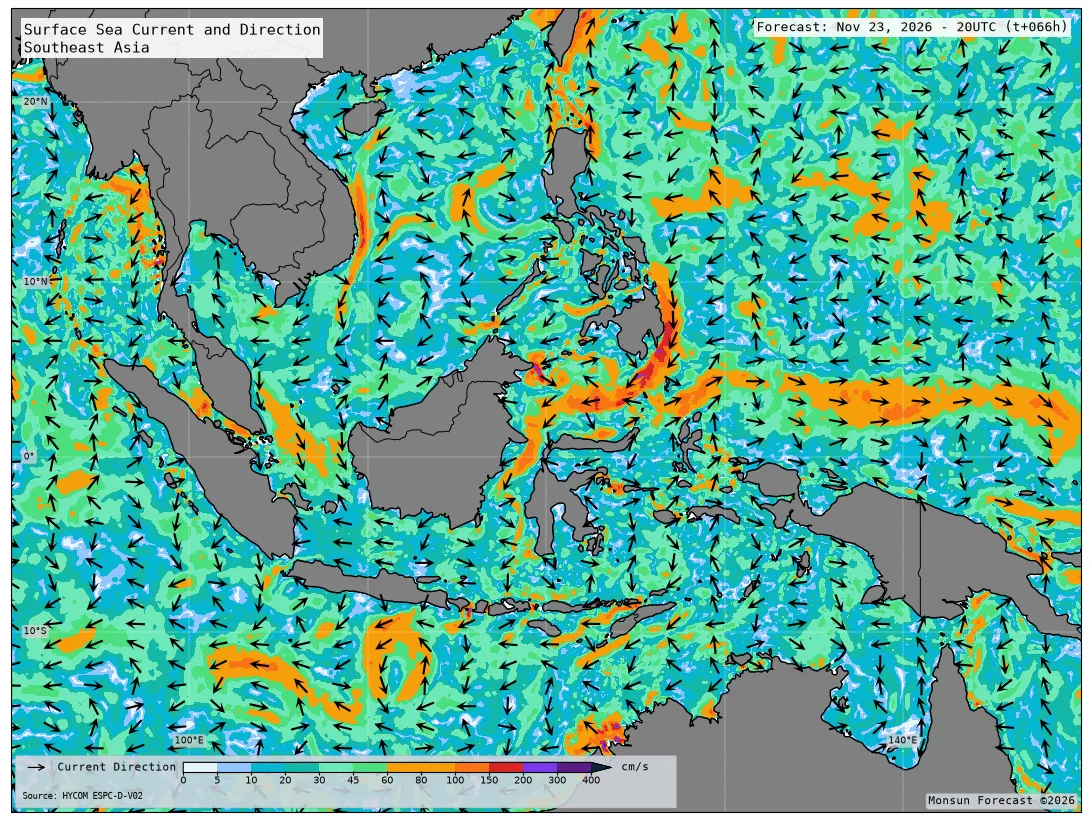 Surface Sea Current and Direction
Southeast Asia
Forecast: Nov 23, 2026 - 20UTC (t+066h)
20°N
10°N
0°
10°S
100°E
140°E
Current Direction
cm/s
0 5 10 20 30 45 60 80 100 150 200 300 400
Source: HYCOM ESPC-D-V02
Monsun Forecast ©2026